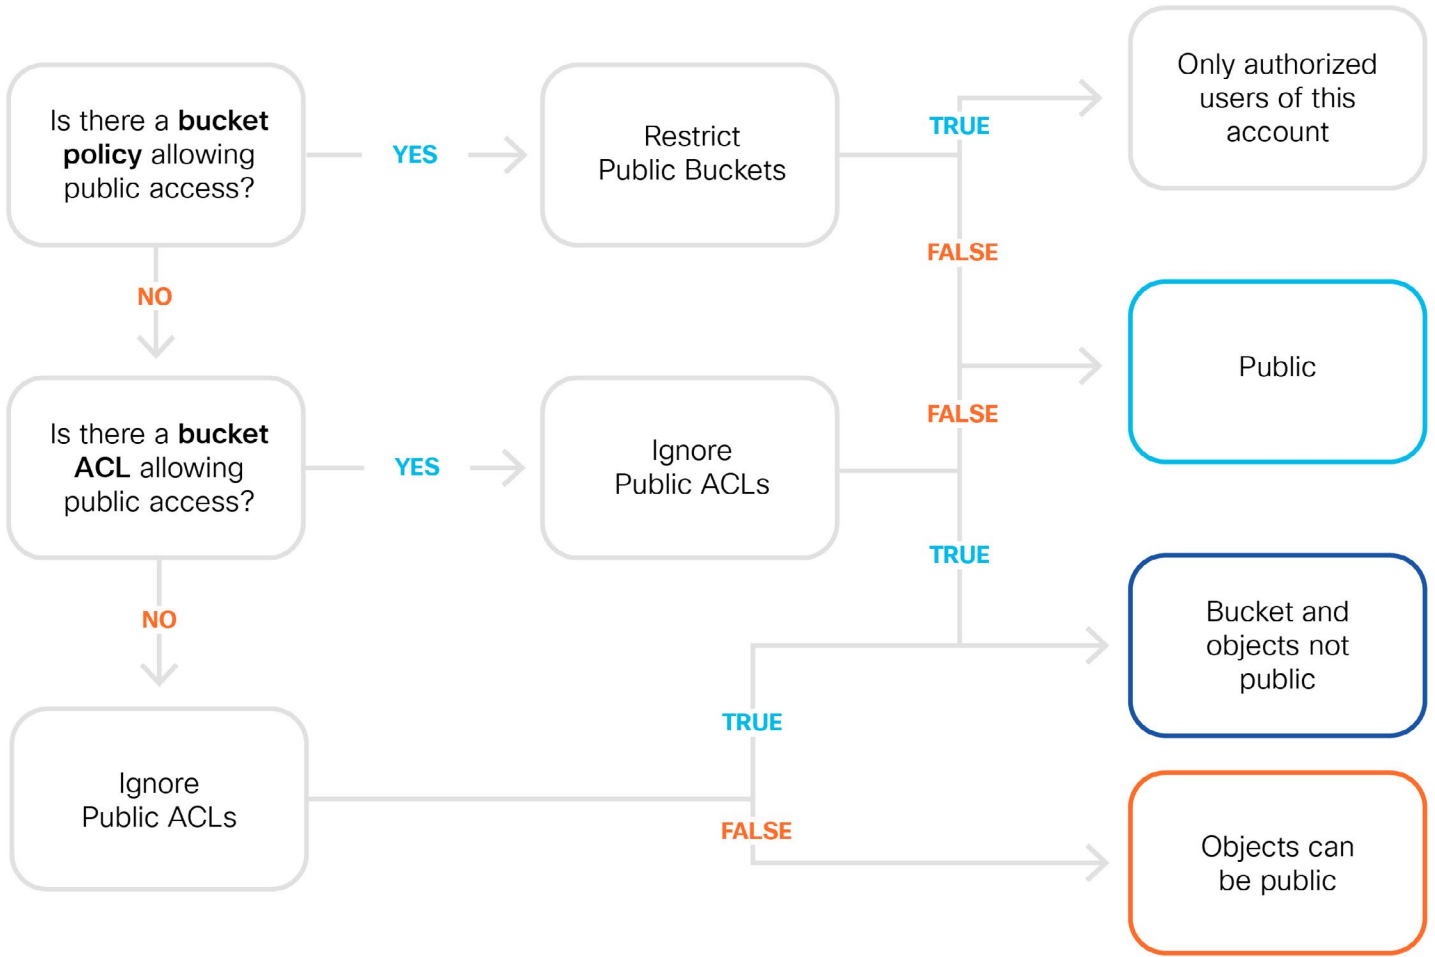 Is there a bucket
policy allowing
public access?
YES
Restrict
Public Buckets
TRUE
Only authorized
users of this
account
FALSE
NO
Public
Is there a bucket
ACL allowing
public access?
YES
Ignore
Public ACLs
FALSE
TRUE
Bucket and
objects not
public
NO
Ignore
Public ACLs
TRUE
FALSE
Objects can
be public